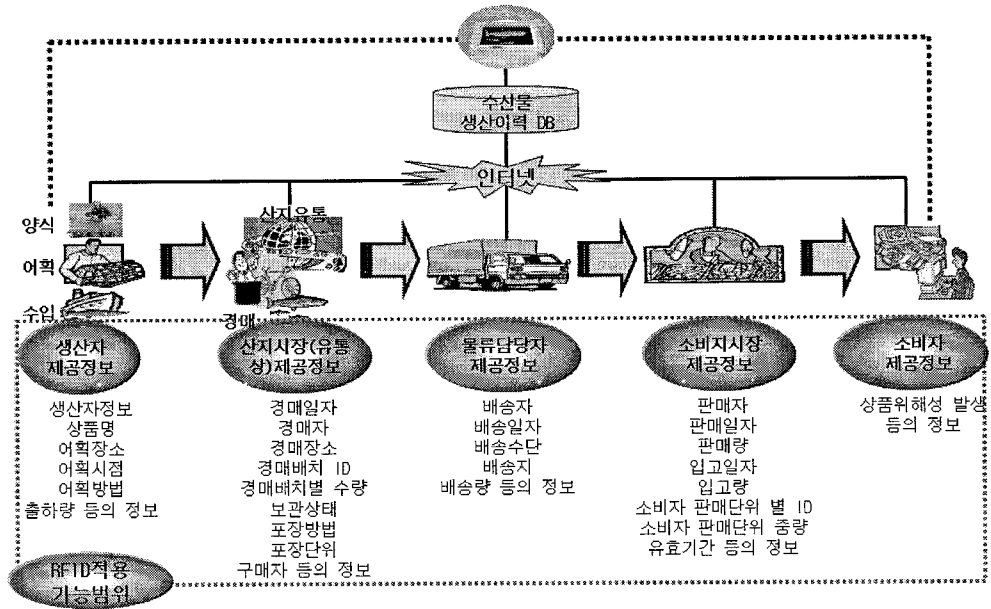 수산물
생산이력 DB
인터넷
양식
어획
수입
산지유통
경매
생산자
제공정보
생산자정보
상품명
어획장소
어획시점
어획방법
출하량 등의 정보
산지시장(유통
상)제공정보
경매일자
경매자
경매장소
경매배치 ID
경매배치별 수량
보관상태
포장방법
포장단위
구매자 등의 정보
물류담당자
제공정보
배송자
배송일자
배송수단
배송지
배송량 등의 정보
소비지시장
제공정보
판매자
판매일자
판매량
입고일자
입고량
소비자 판매단위 별 ID
소비자 판매단위 중량
유효기간 등의 정보
소비자
제공정보
상품위해성 발생
등의 정보
RFID적용
가능범위